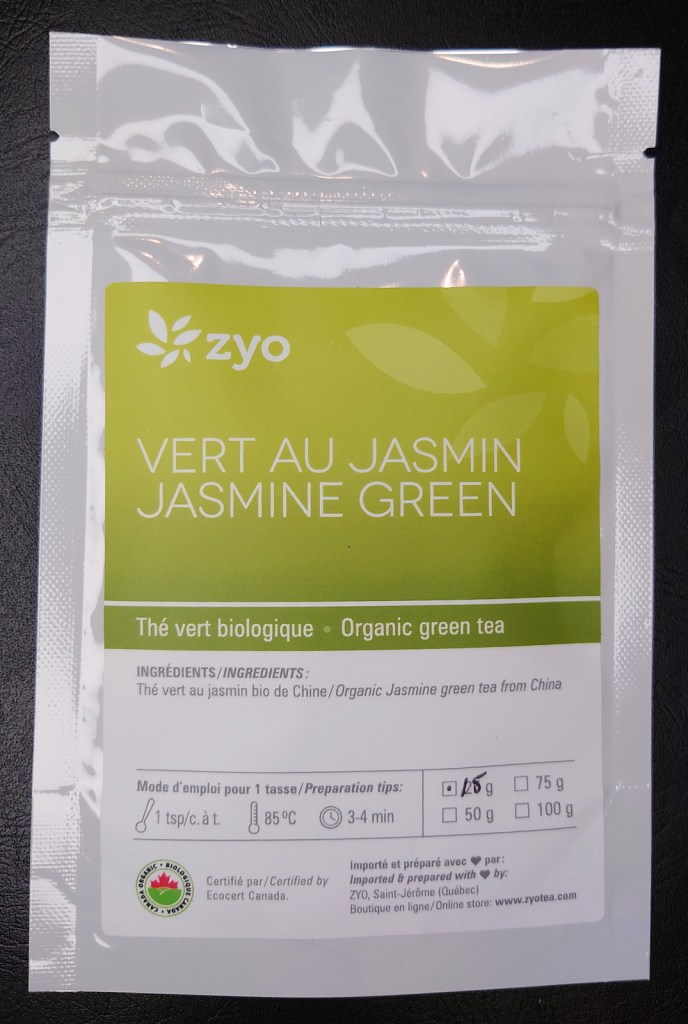 zyo
VERT AU JASMIN
JASMINE GREEN
Thé vert biologique • Organic green tea
INGRÉDIENTS/INGREDIENTS:
Thé vert au jasmin bio de Chine/Organic Jasmine green tea from China
Mode d'emploi pour 1 tasse/Preparation tips:
1 tsp/c. à t. 85ºC 3-4 min
g 75 g
50 g 100 g
CANADA ORGANIC • BIOLOGIQUE CANADA •
Certifié par/Certified by
Ecocert Canada.
Importé et préparé avec ♥ par:
Imported & prepared with ♥ by:
ZYO, Saint-Jérôme (Québec)
Boutique en ligne/Online store: www.zyotea.com